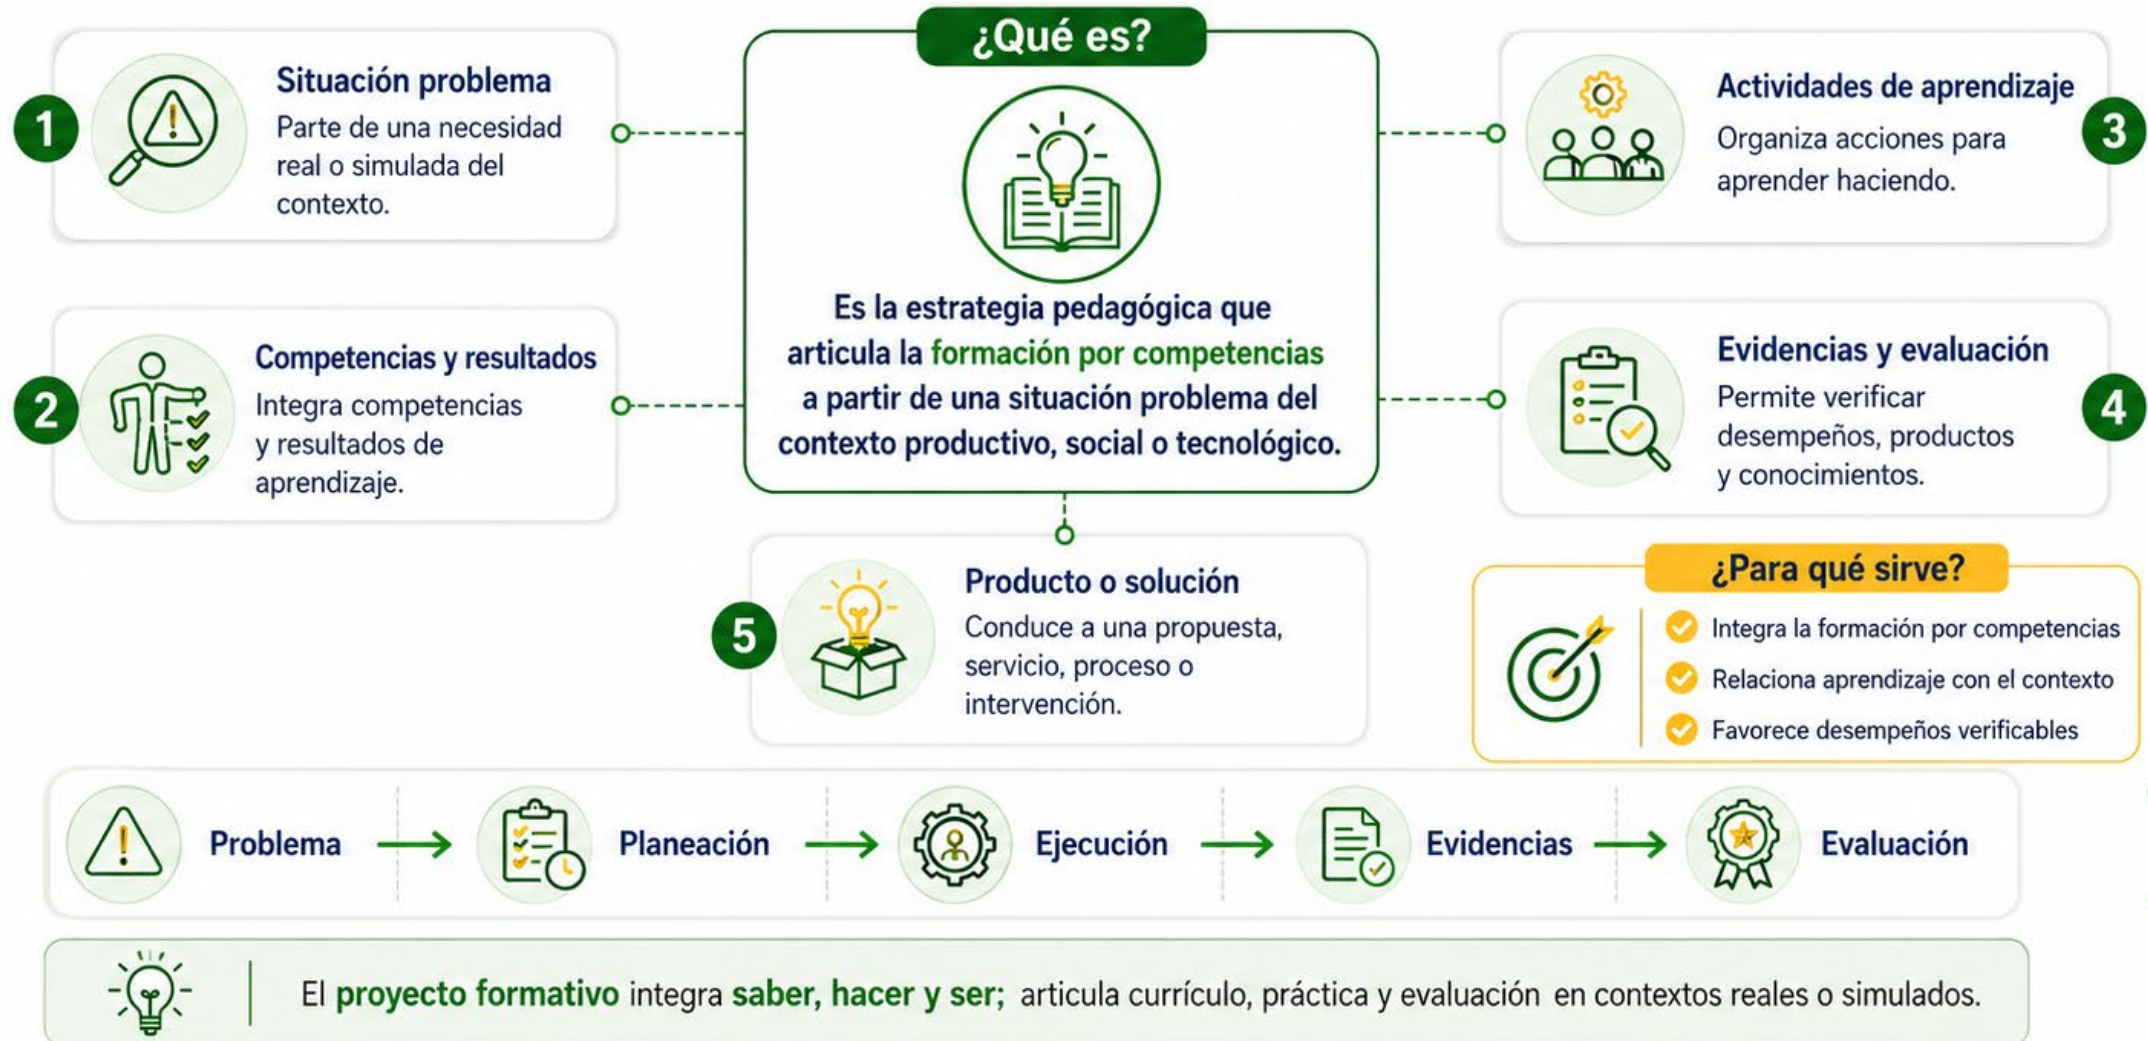 ¿Qué es?
Es la estrategia pedagógica que
articula la formación por competencias
a partir de una situación problema del
contexto productivo, social o tecnológico.
1
Situación problema
Parte de una necesidad
real o simulada del
contexto.
2
Competencias y resultados
Integra competencias
y resultados de
aprendizaje.
3
Actividades de aprendizaje
Organiza acciones para
aprender haciendo.
4
Evidencias y evaluación
Permite verificar
desempeños, productos
y conocimientos.
5
Producto o solución
Conduce a una propuesta,
servicio, proceso o
intervención.
¿Para qué sirve?
Integra la formación por competencias
Relaciona aprendizaje con el contexto
Favorece desempeños verificables
Problema
Planeación
Ejecución
Evidencias
Evaluación
El proyecto formativo integra saber, hacer y ser; articula currículo, práctica y evaluación en contextos reales o simulados.